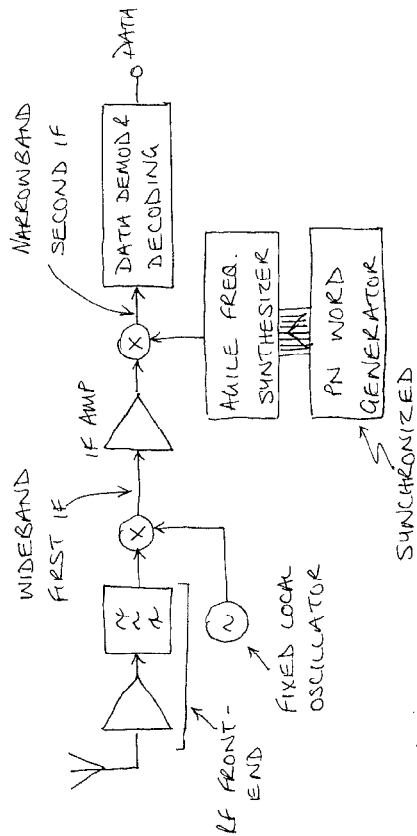 NARROWBAND
SECOND IF
WIDEBAND
FIRST IF
IF AMP
DATA DEMOD &
DECODING
DATA
X
X
RF FRONT-
END
FIXED LOCAL
OSCILLATOR
AGILE FREQ.
SYNTHESIZER
PN WORD
GENERATOR
SYNCHRONIZED